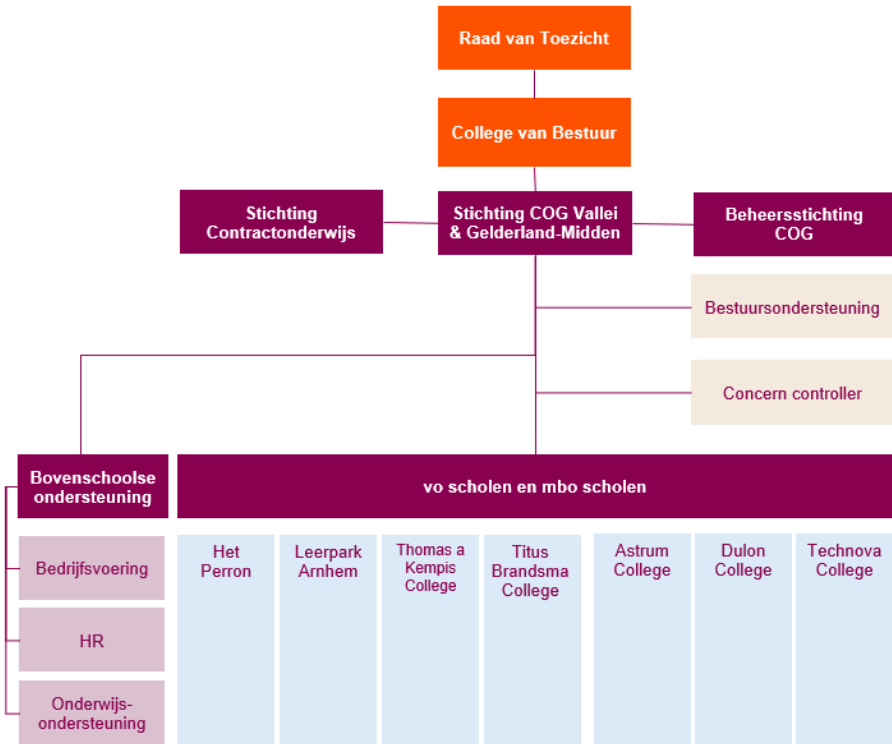 Raad van Toezicht
College van Bestuur
Stichting
Contractonderwijs
Stichting COG Vallei
& Gelderland-Midden
Beheersstichting
COG
Bestuursondersteuning
Concern controller
Bovenschoolse
ondersteuning
vo scholen en mbo scholen
Bedrijfsvoering
HR
Onderwijs-
ondersteuning
Het
Perron
Leerpark
Arnhem
Thomas a
Kempis
College
Titus
Brandsma
College
Astrum
College
Dulon
College
Technova
College